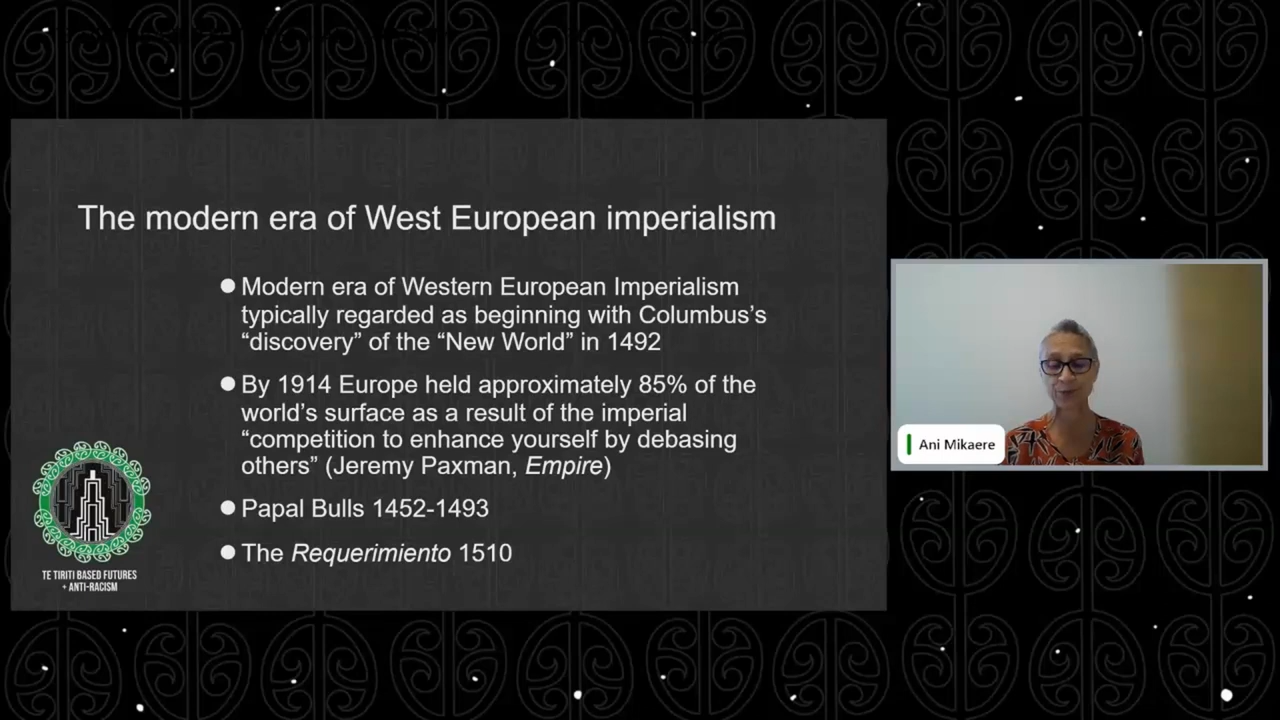 The modern era of West European imperialism
● Modern era of Western European Imperialism
typically regarded as beginning with Columbus’s
“discovery” of the “New World” in 1492
● By 1914 Europe held approximately 85% of the
world’s surface as a result of the imperial
“competition to enhance yourself by debasing
others” (Jeremy Paxman, Empire)
● Papal Bulls 1452-1493
● The Requerimiento 1510
TE TIRITI BASED FUTURES
+ ANTI-RACISM
Ani Mikaere